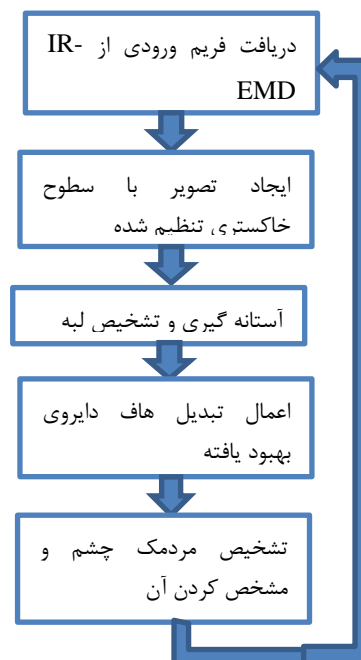 دریافت فریم ورودی از IR-
EMD
ایجاد تصویر با سطوح
خاکستری تنظیم شده
آستانه گیری و تشخیص لبه
اعمال تبدیل هاف دایروی
بهبود یافته
تشخیص مردمک چشم و
مشخص کردن آن